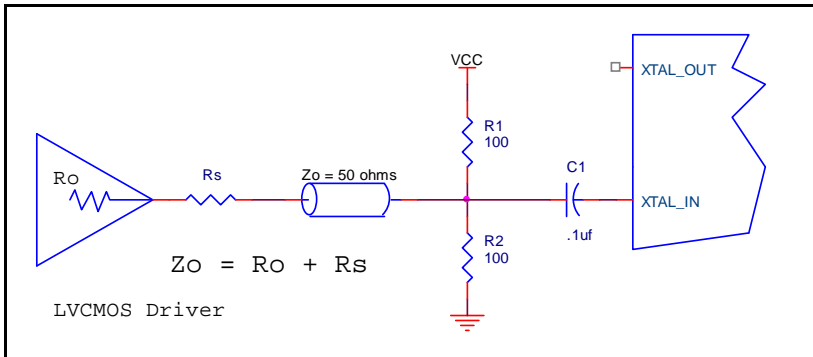 VCC
XTAL_OUT
R1
100
Ro
Rs
Zo = 50 ohms
C1
.1uf
XTAL_IN
R2
100
Zo = Ro + Rs
LVCMOS Driver